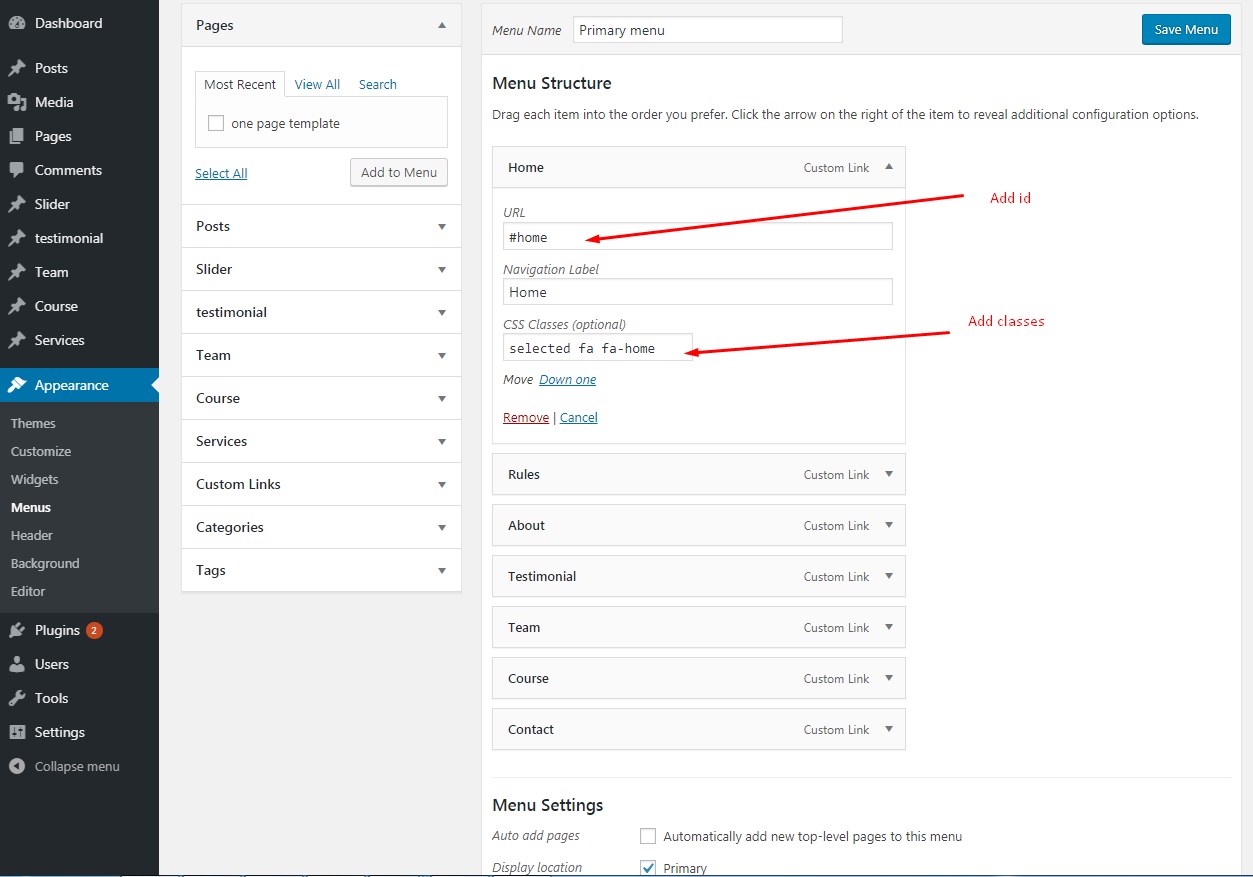 Dashboard
Posts
Media
Pages
Comments
Slider
testimonial
Team
Course
Services
Appearance
Themes
Customize
Widgets
Menus
Header
Background
Editor
Plugins 2
Users
Tools
Settings
Collapse menu
Pages
Most Recent View All Search
one page template
Select All Add to Menu
Posts
Slider
testimonial
Team
Course
Services
Custom Links
Categories
Tags
Menu Name Primary menu Save Menu
Menu Structure
Drag each item into the order you prefer. Click the arrow on the right of the item to reveal additional configuration options.
Home Custom Link
Add id
URL
#home
Navigation Label
Home
Add classes
CSS Classes (optional)
selected fa fa-home
Move Down one
Remove | Cancel
Rules Custom Link
About Custom Link
Testimonial Custom Link
Team Custom Link
Course Custom Link
Contact Custom Link
Menu Settings
Auto add pages Automatically add new top-level pages to this menu
Display location Primary